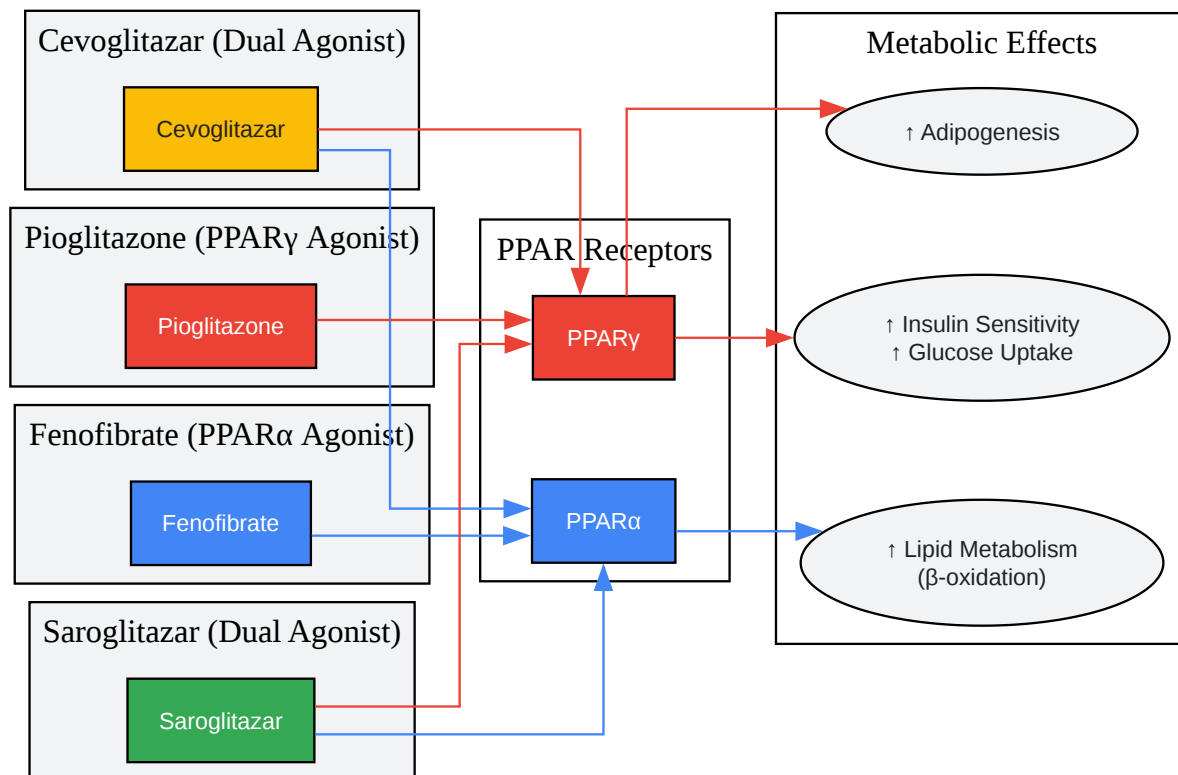 Cevoglitazar (Dual Agonist)
Cevoglitazar
Pioglitazone (PPARγ Agonist)
Pioglitazone
Fenofibrate (PPARα Agonist)
Fenofibrate
Saroglitazar (Dual Agonist)
Saroglitazar
PPAR Receptors
PPARγ
PPARα
Metabolic Effects
↑ Adipogenesis
↑ Insulin Sensitivity
↑ Glucose Uptake
↑ Lipid Metabolism
(β-oxidation)